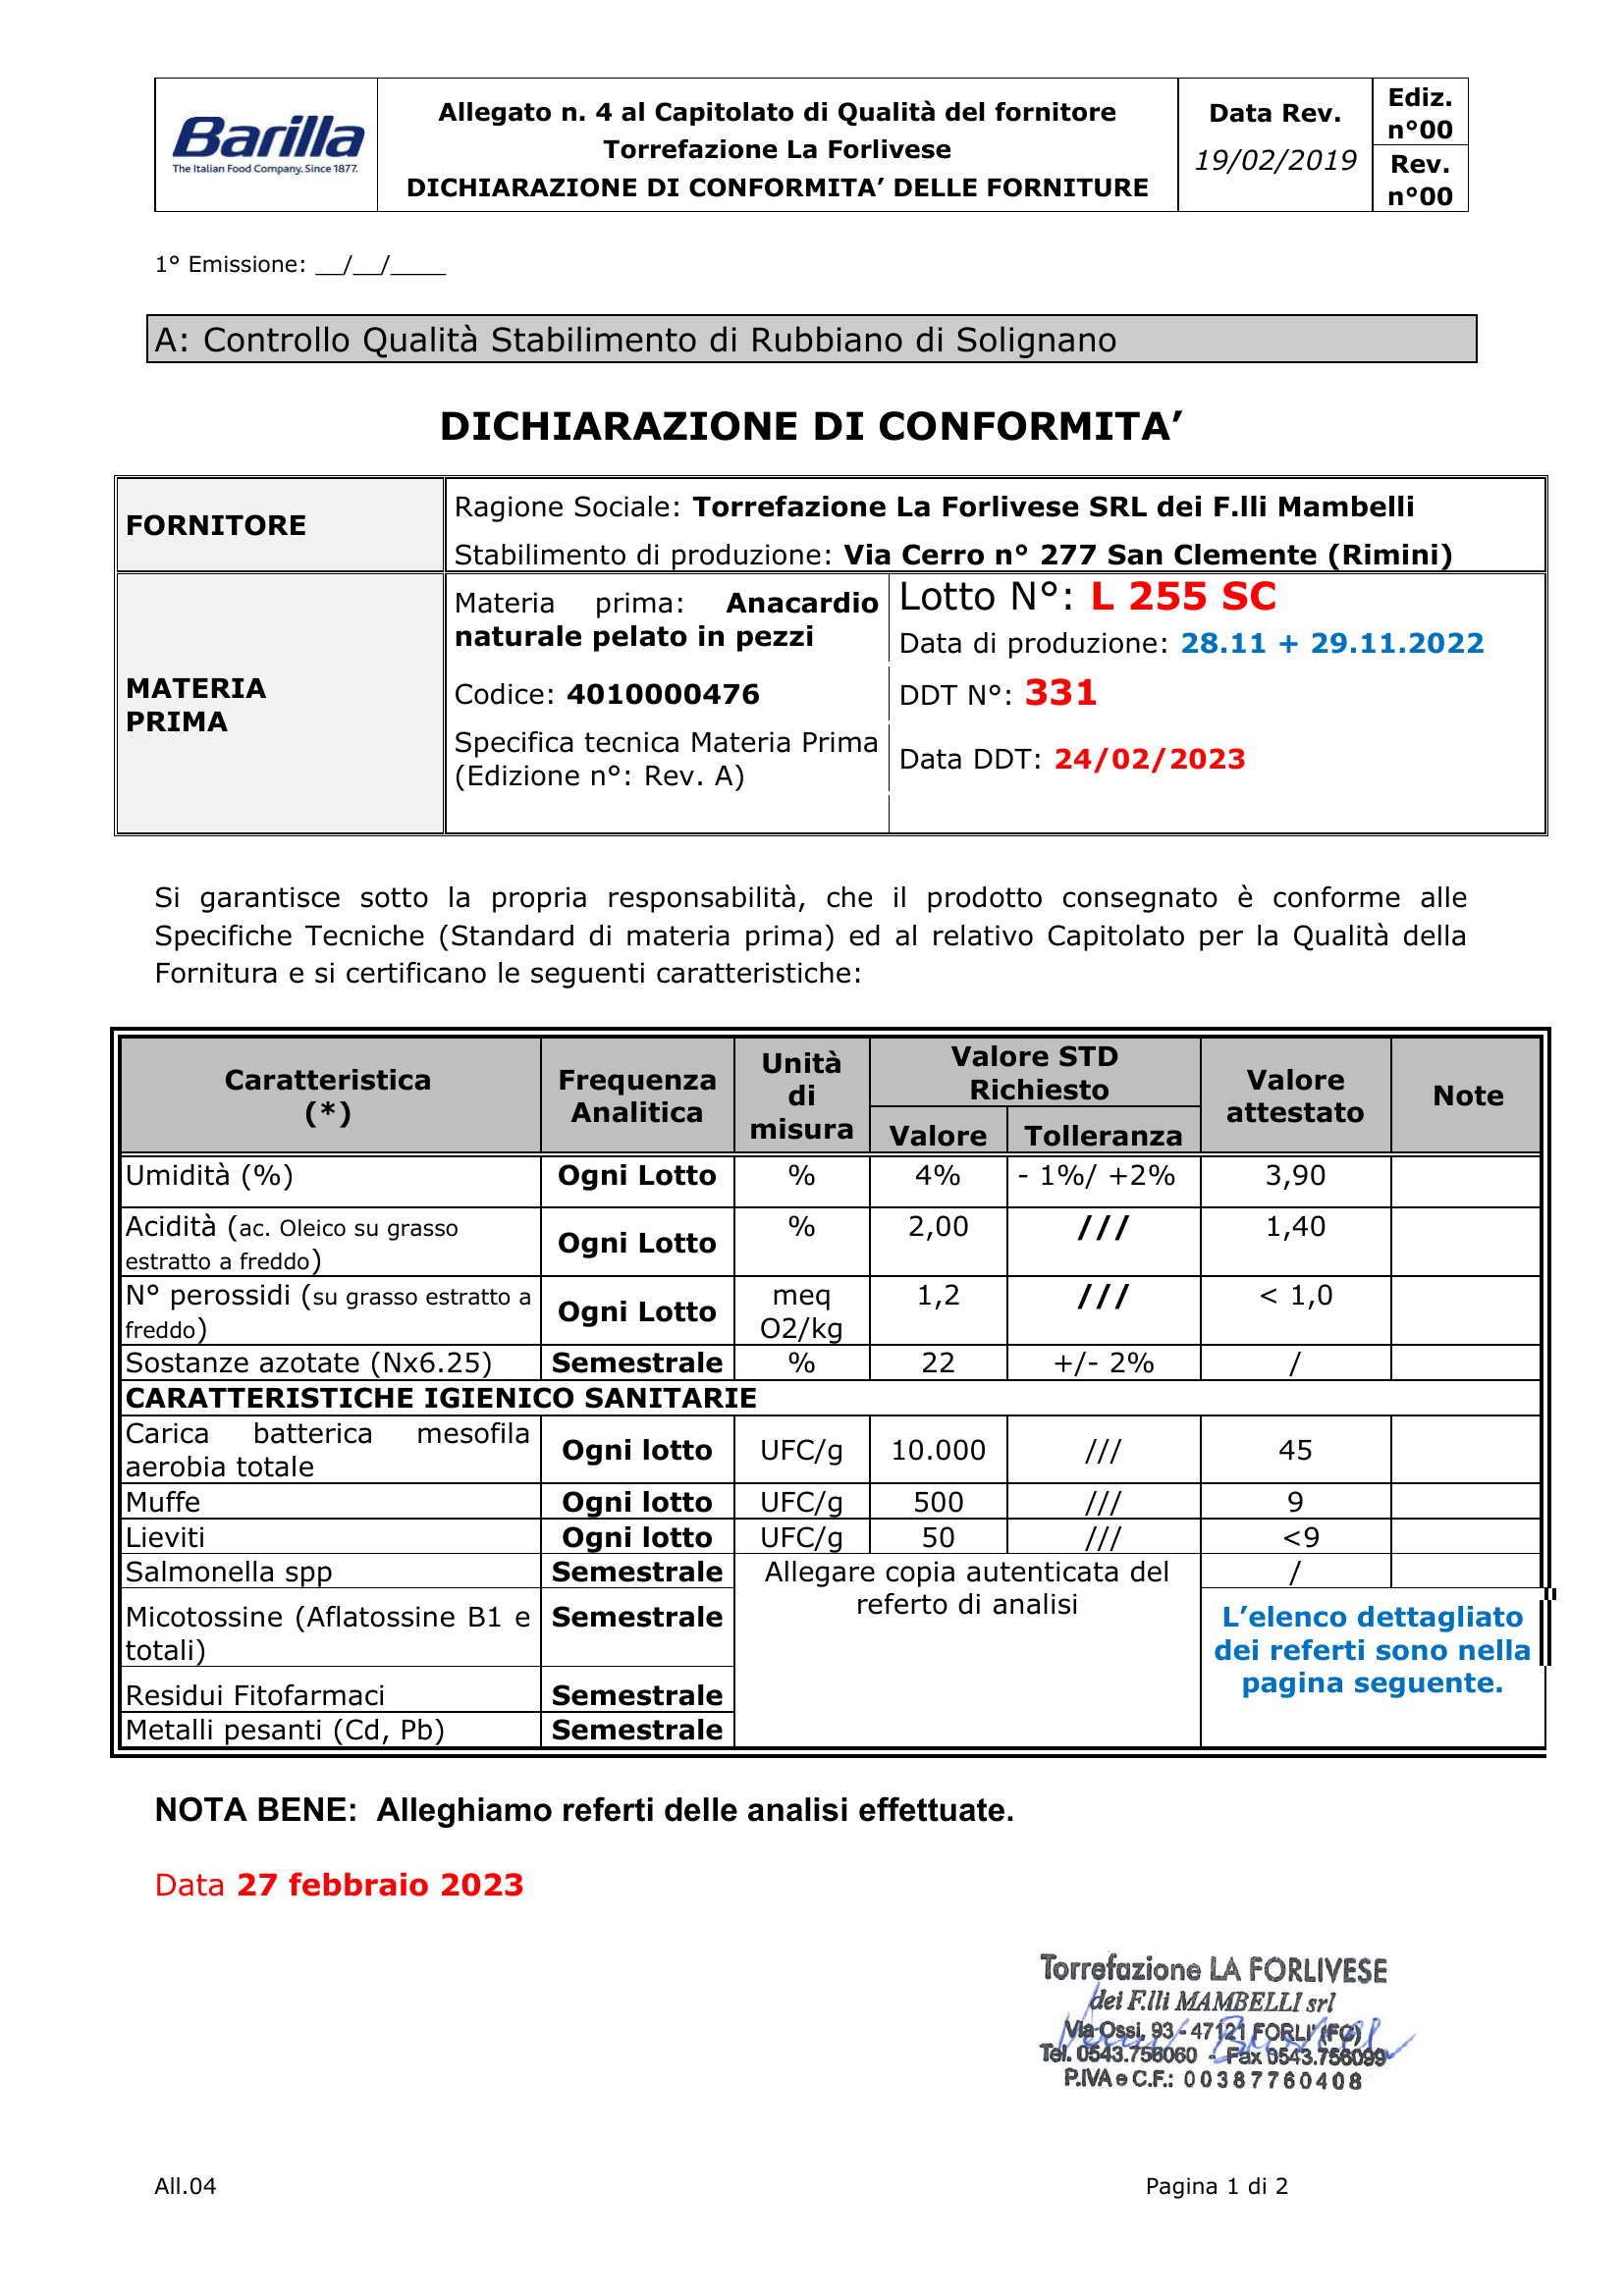 Barilla
The Italian Food Company. Since 1877.
Allegato n. 4 al Capitolato di Qualità del fornitore
Torrefazione La Forlivese
DICHIARAZIONE DI CONFORMITA’ DELLE FORNITURE
Data Rev.
19/02/2019
Ediz.
n°00
Rev.
n°00
1° Emissione: __/__/____
A: Controllo Qualità Stabilimento di Rubbiano di Solignano
DICHIARAZIONE DI CONFORMITA’
FORNITORE
Ragione Sociale: Torrefazione La Forlivese SRL dei F.lli Mambelli
Stabilimento di produzione: Via Cerro n° 277 San Clemente (Rimini)
MATERIA
PRIMA
Materia prima: Anacardio
naturale pelato in pezzi
Lotto N°: L 255 SC
Data di produzione: 28.11 + 29.11.2022
Codice: 4010000476
DDT N°: 331
Specifica tecnica Materia Prima
(Edizione n°: Rev. A)
Data DDT: 24/02/2023
Si garantisce sotto la propria responsabilità, che il prodotto consegnato è conforme alle
Specifiche Tecniche (Standard di materia prima) ed al relativo Capitolato per la Qualità della
Fornitura e si certificano le seguenti caratteristiche:
Caratteristica
(*)
Frequenza
Analitica
Unità
di
misura
Valore STD
Richiesto
Valore
Tolleranza
Valore
attestato
Note
Umidità (%) Ogni Lotto % 4% - 1%/ +2% 3,90
Acidità (ac. Oleico su grasso
estratto a freddo)
Ogni Lotto % 2,00 /// 1,40
N° perossidi (su grasso estratto a
freddo)
Ogni Lotto
meq
O2/kg
1,2 /// < 1,0
Sostanze azotate (Nx6.25) Semestrale % 22 +/- 2% /
CARATTERISTICHE IGIENICO SANITARIE
Carica batterica mesofila
aerobia totale
Ogni lotto UFC/g 10.000 /// 45
Muffe Ogni lotto UFC/g 500 /// 9
Lieviti Ogni lotto UFC/g 50 /// <9
Salmonella spp Semestrale
Allegare copia autenticata del
referto di analisi
/
Micotossine (Aflatossine B1 e
totali)
Semestrale
L’elenco dettagliato
dei referti sono nella
pagina seguente.
Residui Fitofarmaci Semestrale
Metalli pesanti (Cd, Pb) Semestrale
NOTA BENE: Alleghiamo referti delle analisi effettuate.
Data 27 febbraio 2023
Torrefazione LA FORLIVESE
dei F.lli MAMBELLI srl
Via Ossi, 93 - 47121 FORLI' (FC)
Tel. 0543.756060 - Fax 0543.756099
P.IVA e C.F.: 00387760408
All.04
Pagina 1 di 2